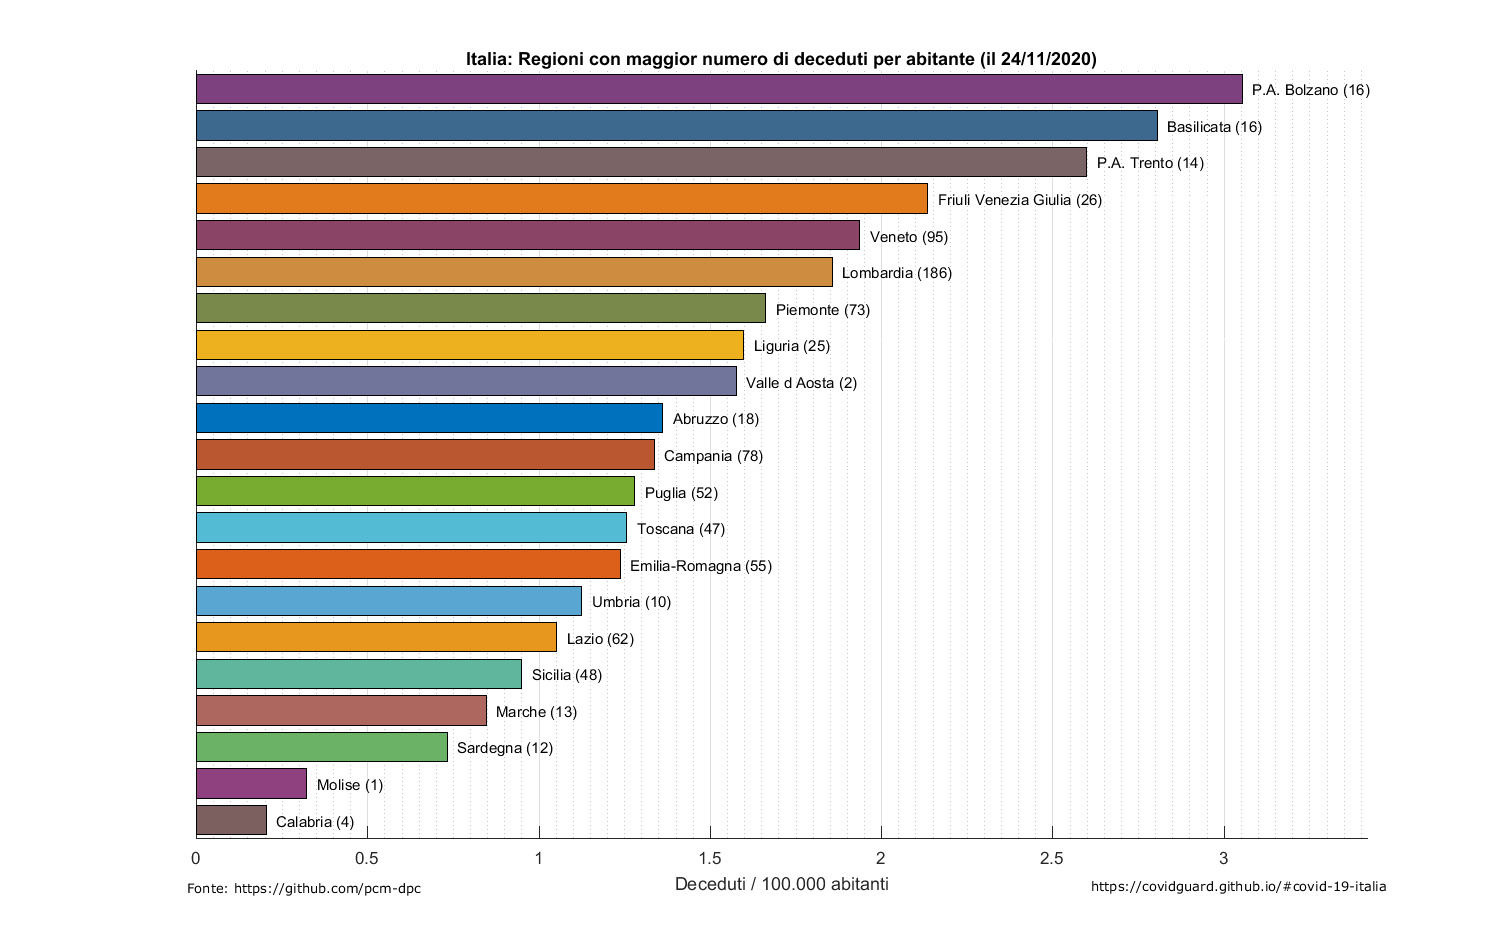 Italia: Regioni con maggior numero di deceduti per abitante (il 24/11/2020)
P.A. Bolzano (16)
Basilicata (16)
P.A. Trento (14)
Friuli Venezia Giulia (26)
Veneto (95)
Lombardia (186)
Piemonte (73)
Liguria (25)
Valle d Aosta (2)
Abruzzo (18)
Campania (78)
Puglia (52)
Toscana (47)
Emilia-Romagna (55)
Umbria (10)
Lazio (62)
Sicilia (48)
Marche (13)
Sardegna (12)
Molise (1)
Calabria (4)
0 0.5 1 1.5 2 2.5 3
Deceduti / 100.000 abitanti
Fonte: https://github.com/pcm-dpc
https://covidguard.github.io/#covid-19-italia